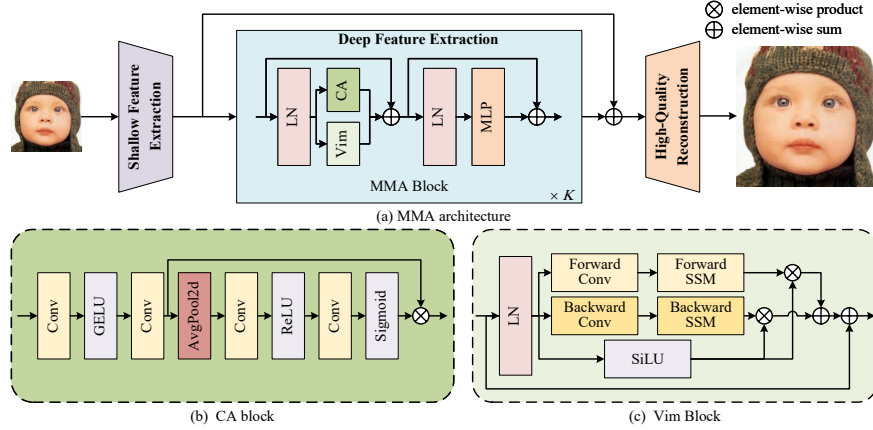 element-wise product
element-wise sum
Deep Feature Extraction
Shallow Feature
Extraction
LN
CA
Vim
LN
MLP
MMA Block
× K
High-Quality
Reconstruction
(a) MMA architecture
Conv
GELU
Conv
AvgPool2d
Conv
ReLU
Conv
Sigmoid
(b) CA block
LN
Forward
Conv
Forward
SSM
Backward
Conv
Backward
SSM
SiLU
(c) Vim Block